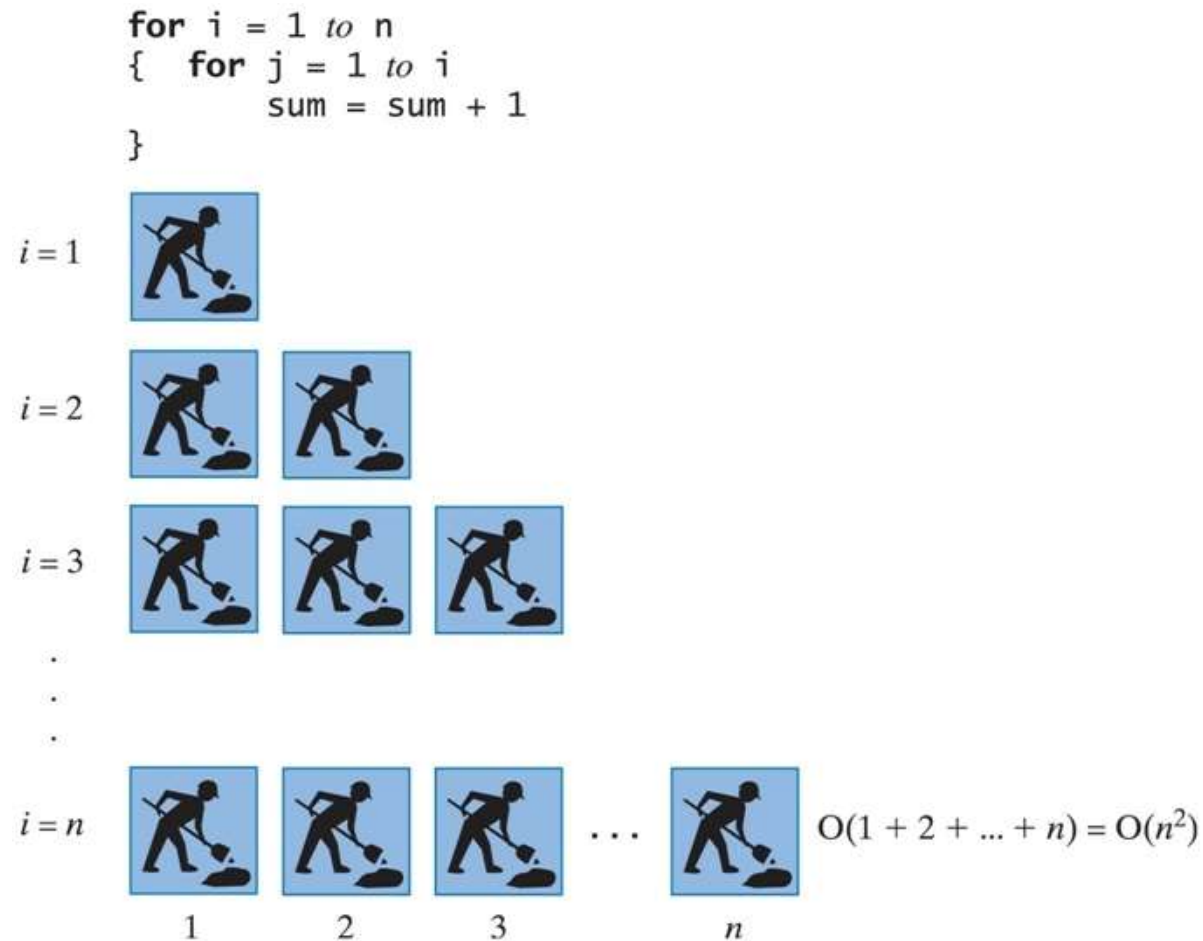 for i = 1 to n
{ for j = 1 to i
sum = sum + 1
}
i = 1
i = 2
i = 3
.
.
.
i = n ... O(1 + 2 + ... + n) = O(n²)
1 2 3 n